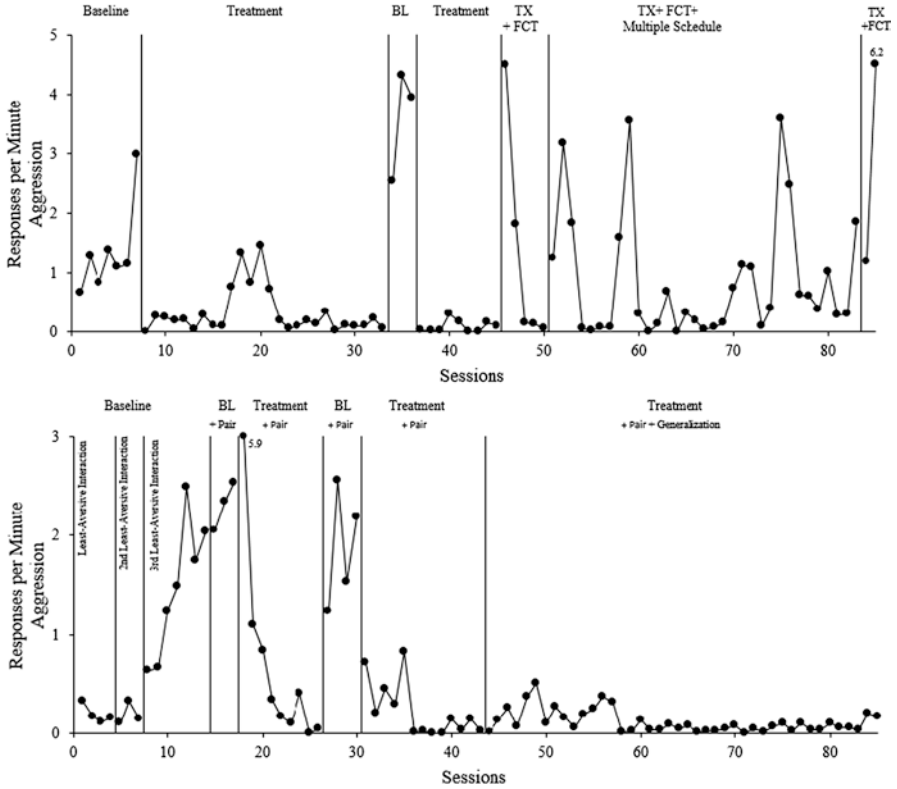 Baseline Treatment BL Treatment TX TX+ FCT+ TX
+ FCT Multiple Schedule +FCT
6.2
5
4
3
2
1
0
Responses per Minute
Aggression
0 10 20 30 40 50 60 70 80
Sessions
Baseline BL Treatment BL Treatment Treatment
+ Pair + Pair + Pair + Pair + Pair + Generalization
Least-Aversive Interaction
2nd Least-Aversive Interaction
3rd Least-Aversive Interaction
5.9
3
2
1
0
Responses per Minute
Aggression
0 10 20 30 40 50 60 70 80
Sessions